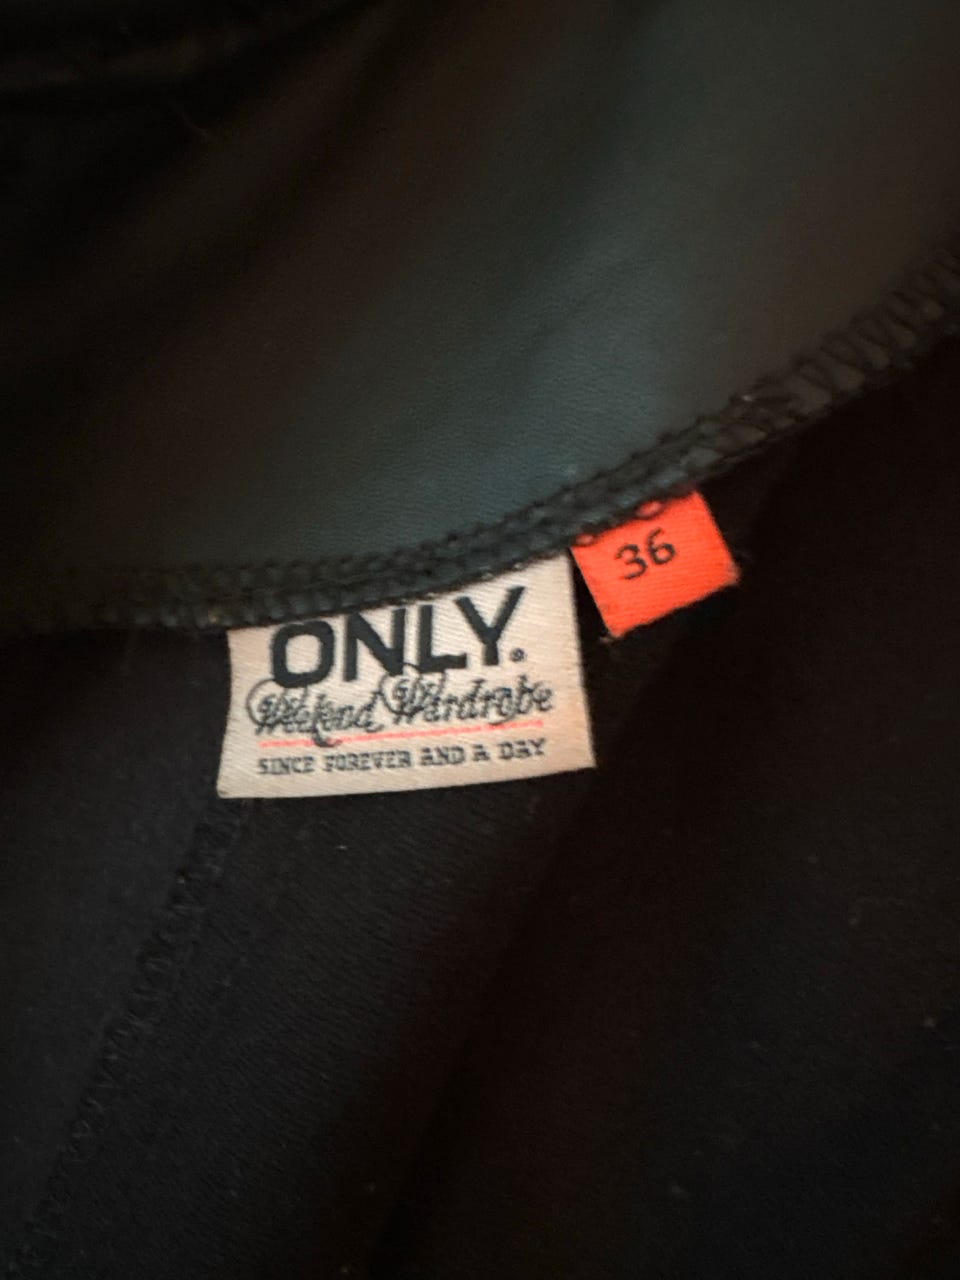 36
ONLY®
Weekend Wardrobe
SINCE FOREVER AND A DAY